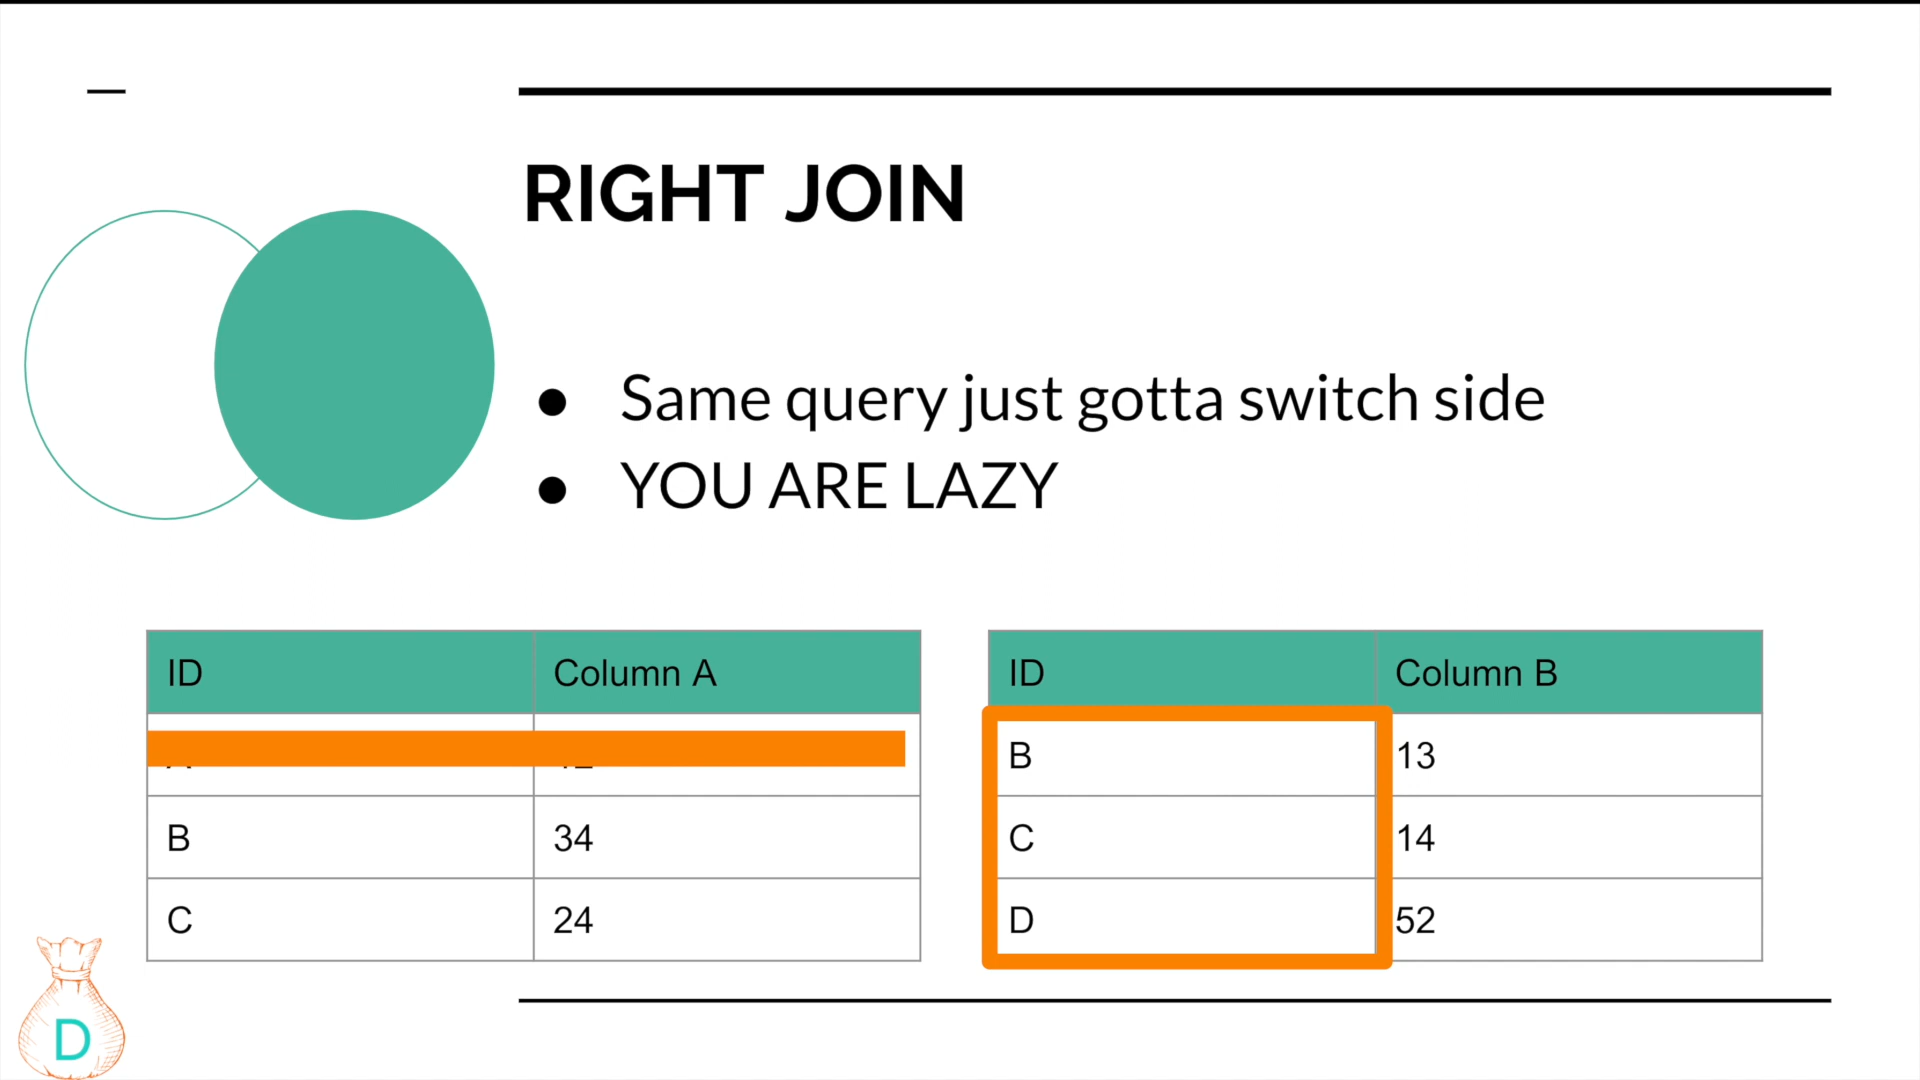 RIGHT JOIN
● Same query just gotta switch side
● YOU ARE LAZY
ID Column A
B 34
C 24
ID Column B
B 13
C 14
D 52
D